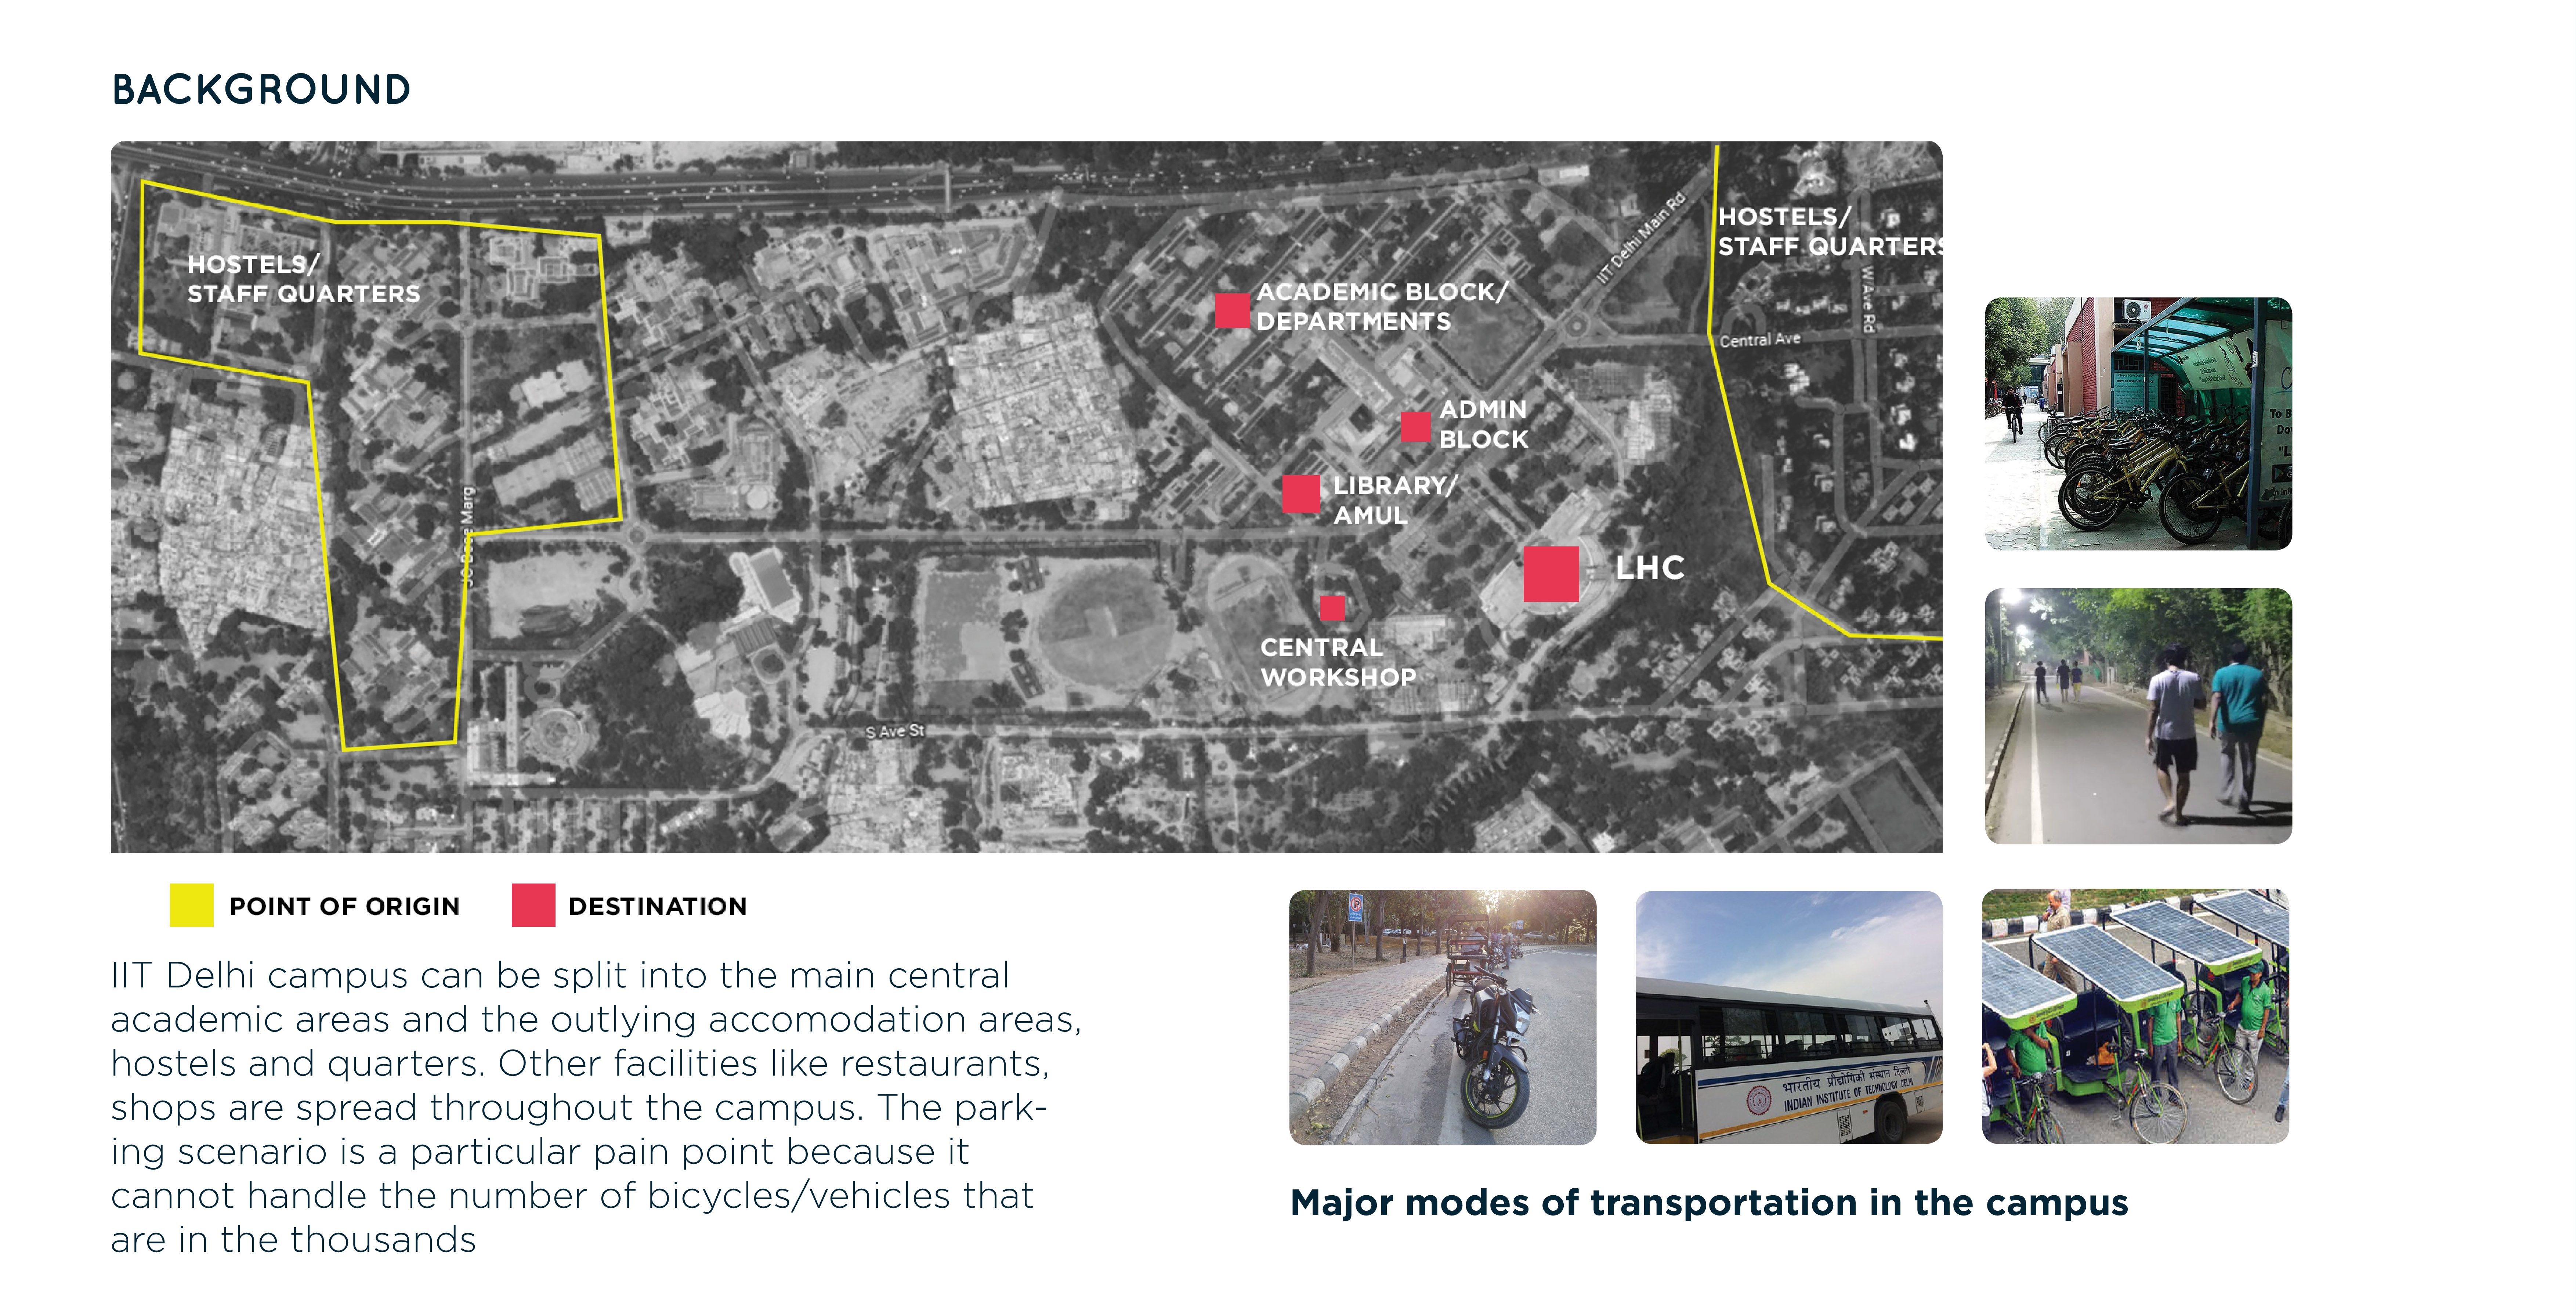 BACKGROUND
HOSTELS/
STAFF QUARTERS
JC Bose Marg
ACADEMIC BLOCK/
DEPARTMENTS
ADMIN
BLOCK
LIBRARY/
AMUL
LHC
CENTRAL
WORKSHOP
S Ave St
IIT Delhi Main Rd
HOSTELS/
STAFF QUARTERS
Central Ave
W Ave Rd
POINT OF ORIGIN
DESTINATION
IIT Delhi campus can be split into the main central
academic areas and the outlying accomodation areas,
hostels and quarters. Other facilities like restaurants,
shops are spread throughout the campus. The park-
ing scenario is a particular pain point because it
cannot handle the number of bicycles/vehicles that
are in the thousands
To B
Do
"L
भारतीय प्रौद्योगिकी संस्थान दिल्ली
INDIAN INSTITUTE OF TECHNOLOGY DELHI
Major modes of transportation in the campus